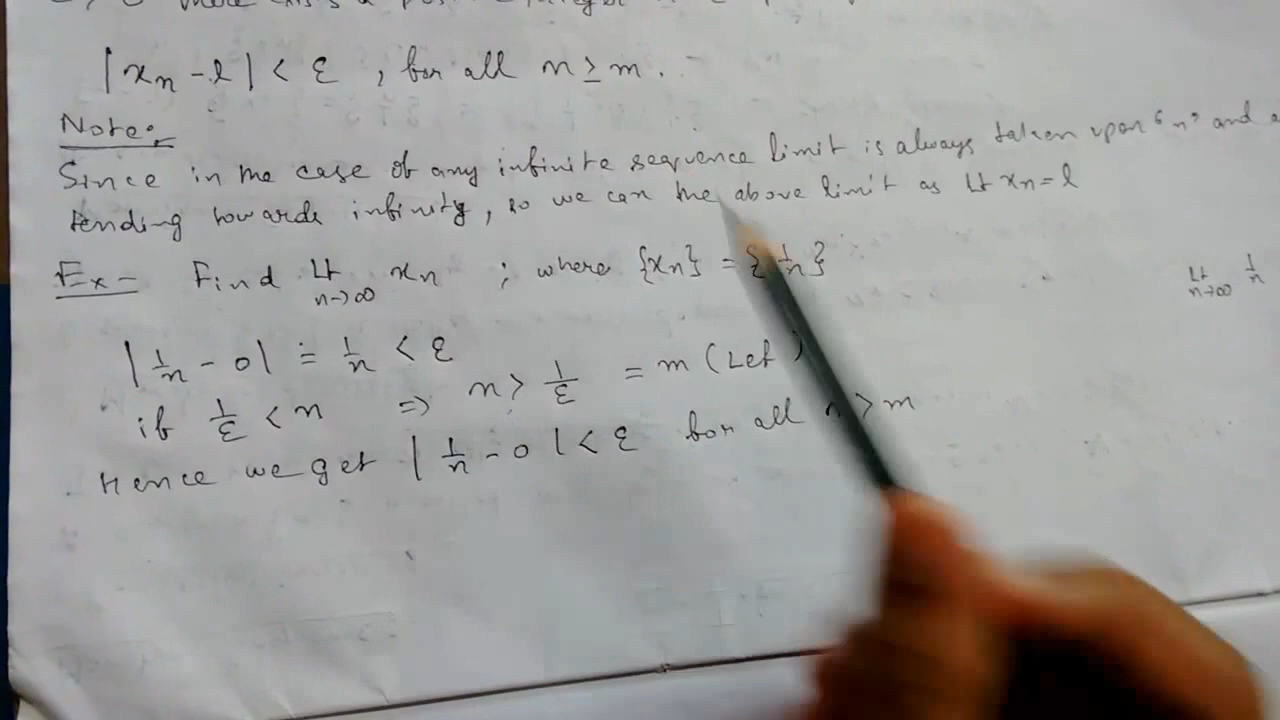 |xn - l| < ε , for all n ≥ m.
Note:
Since in the case of any infinite sequence limit is always taken upon 'n' and
tending towards infinity, so we can the above limit as Lt xn = l
Ex- Find Lt n→∞ xn ; where {xn} = {1/n}
Lt n→∞ 1/n
|1/n - 0| = 1/n < ε
if 1/ε < n ⇒ n > 1/ε = m (Let)
Hence we get |1/n - 0| < ε for all n > m